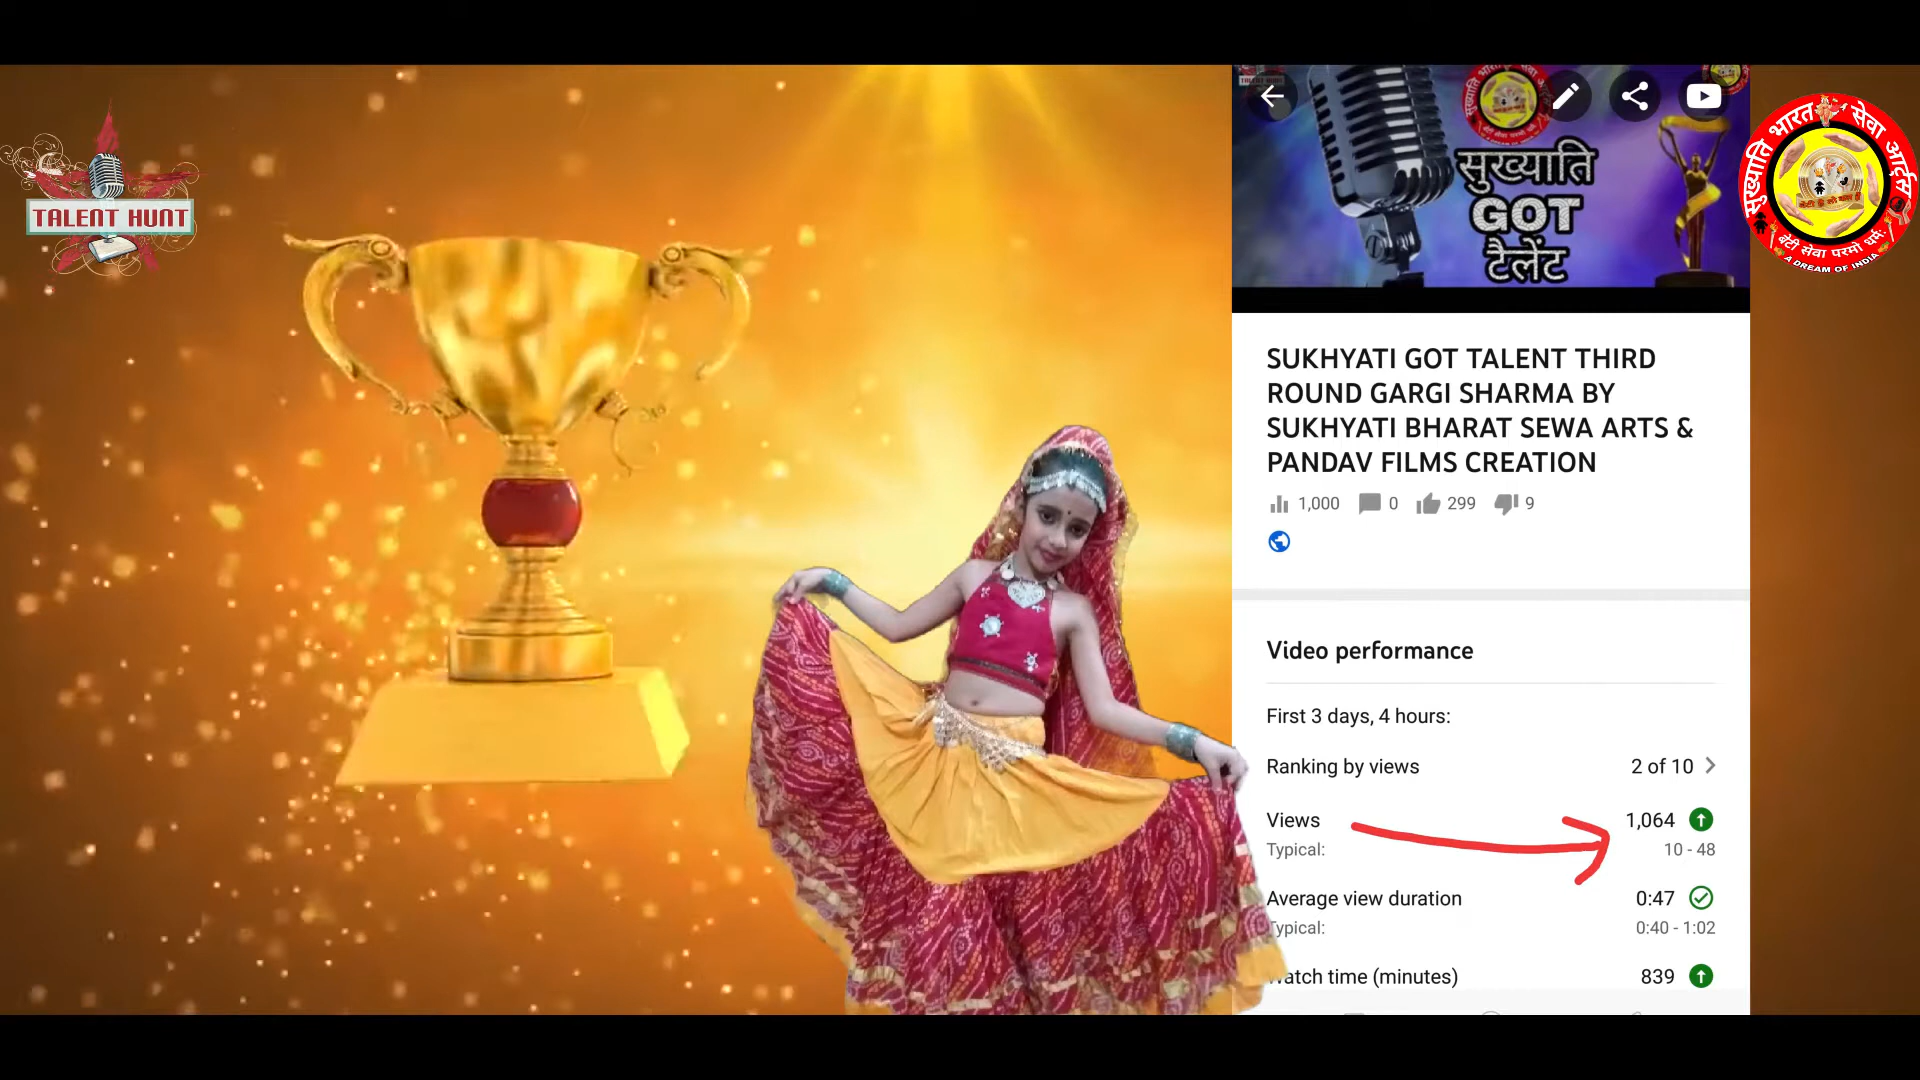 TALENT HUNT
सुख्याति
GOT
टैलेंट
सुख्याति भारत सेवा आर्ट्स
बेटी सेवा परमो धर्म:
A DREAM OF INDIA
SUKHYATI GOT TALENT THIRD
ROUND GARGI SHARMA BY
SUKHYATI BHARAT SEWA ARTS &
PANDAV FILMS CREATION
1,000 0 299 9
Video performance
First 3 days, 4 hours:
Ranking by views 2 of 10
Views 1,064
Typical: 10 - 48
Average view duration 0:47
Typical: 0:40 - 1:02
Watch time (minutes) 839